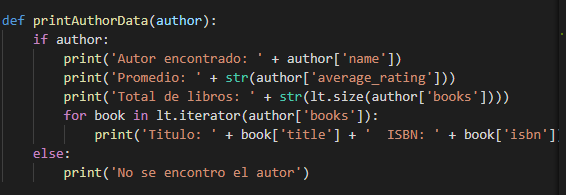 def printAuthorData(author):
    if author:
        print('Autor encontrado: ' + author['name'])
        print('Promedio: ' + str(author['average_rating']))
        print('Total de libros: ' + str(lt.size(author['books'])))
        for book in lt.iterator(author['books']):
            print('Titulo: ' + book['title'] + '  ISBN: ' + book['isbn']
    else:
        print('No se encontro el autor')